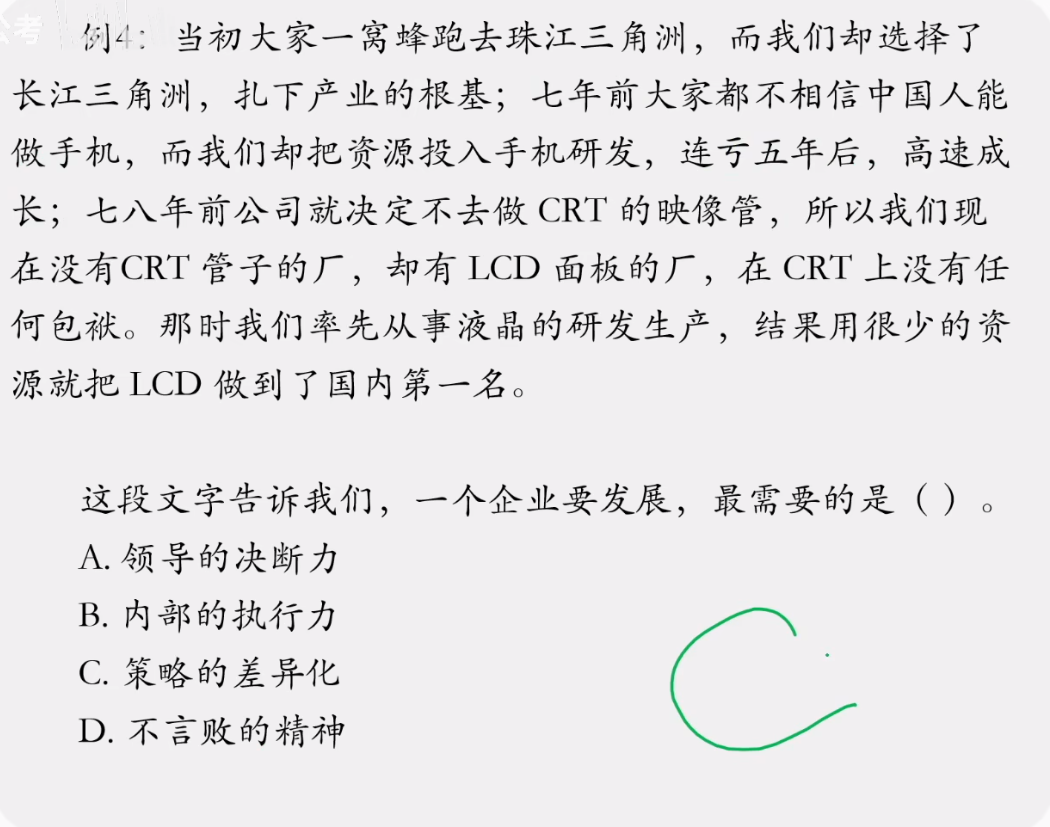 考
例4：当初大家一窝蜂跑去珠江三角洲，而我们却选择了
长江三角洲，扎下产业的根基；七年前大家都不相信中国人能
做手机，而我们却把资源投入手机研发，连亏五年后，高速成
长；七八年前公司就决定不去做 CRT 的映像管，所以我们现
在没有CRT 管子的厂，却有 LCD 面板的厂，在 CRT 上没有任
何包袱。那时我们率先从事液晶的研发生产，结果用很少的资
源就把 LCD 做到了国内第一名。
这段文字告诉我们，一个企业要发展，最需要的是（ ）。
A. 领导的决断力
B. 内部的执行力
C. 策略的差异化
D. 不言败的精神
C